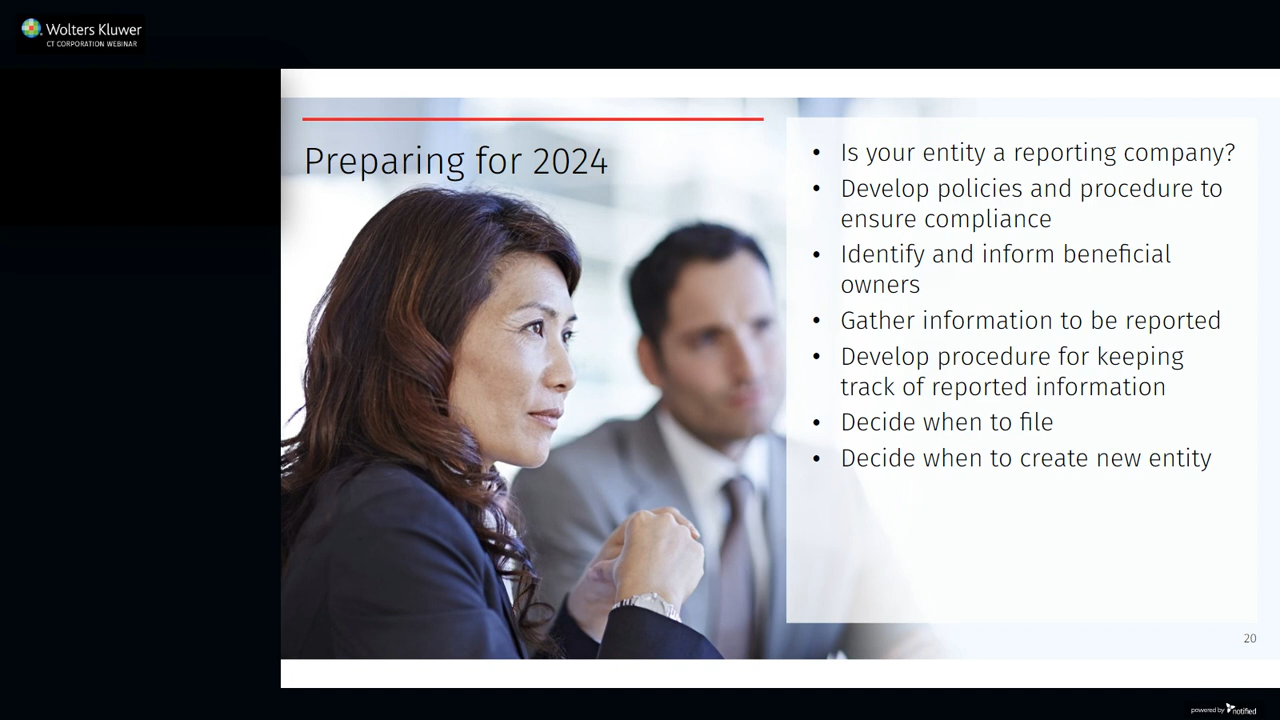 Wolters Kluwer
CT CORPORATION WEBINAR
Preparing for 2024
• Is your entity a reporting company?
• Develop policies and procedure to
ensure compliance
• Identify and inform beneficial
owners
• Gather information to be reported
• Develop procedure for keeping
track of reported information
• Decide when to file
• Decide when to create new entity
20
powered by notified